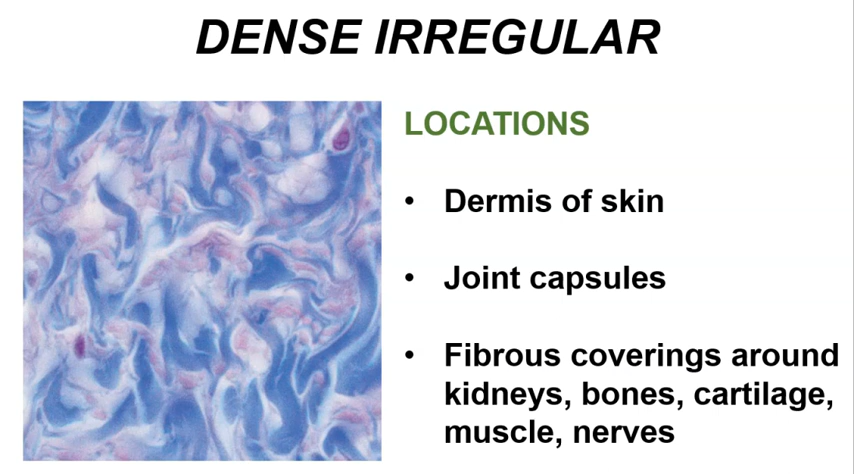 DENSE IRREGULAR
LOCATIONS
• Dermis of skin
• Joint capsules
• Fibrous coverings around
kidneys, bones, cartilage,
muscle, nerves